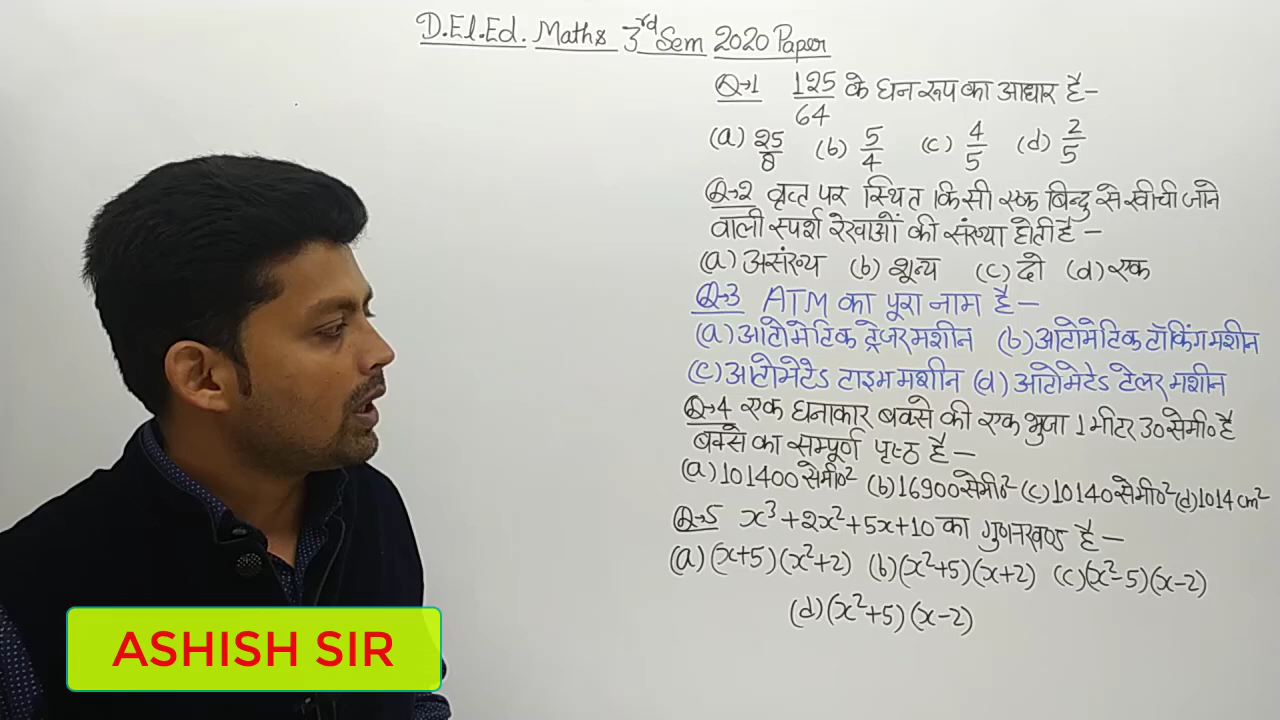 D.El.Ed. Maths 3rd Sem 2020 Paper
Q→1 125/64 के घन रूप का आधार है-
(a) 25/8 (b) 5/4 (c) 4/5 (d) 2/5
Q→2 वृत्त पर स्थित किसी एक बिन्दु से खींची जाने
वाली स्पर्श रेखाओं की संख्या होती है -
(a) असंख्य (b) शून्य (c) दो (d) एक
Q→3 ATM का पूरा नाम है -
(a) आटोमेटिक ट्रेजर मशीन (b) आटोमेटिक टॉकिंग मशीन
(c) आटोमेटेड टाइम मशीन (d) आटोमेटेड टेलर मशीन
Q→4 एक घनाकार बक्से की एक भुजा 1 मीटर 30 सेमी० है
बक्से का सम्पूर्ण पृष्ठ है -
(a) 101400 सेमी०² (b) 16900 सेमी०² (c) 10140 सेमी०² (d) 1014 cm²
Q→5 x³+2x²+5x+10 का गुणनखण्ड है -
(a) (x+5)(x²+2) (b) (x²+5)(x+2) (c) (x²-5)(x-2)
(d) (x²+5)(x-2)
ASHISH SIR